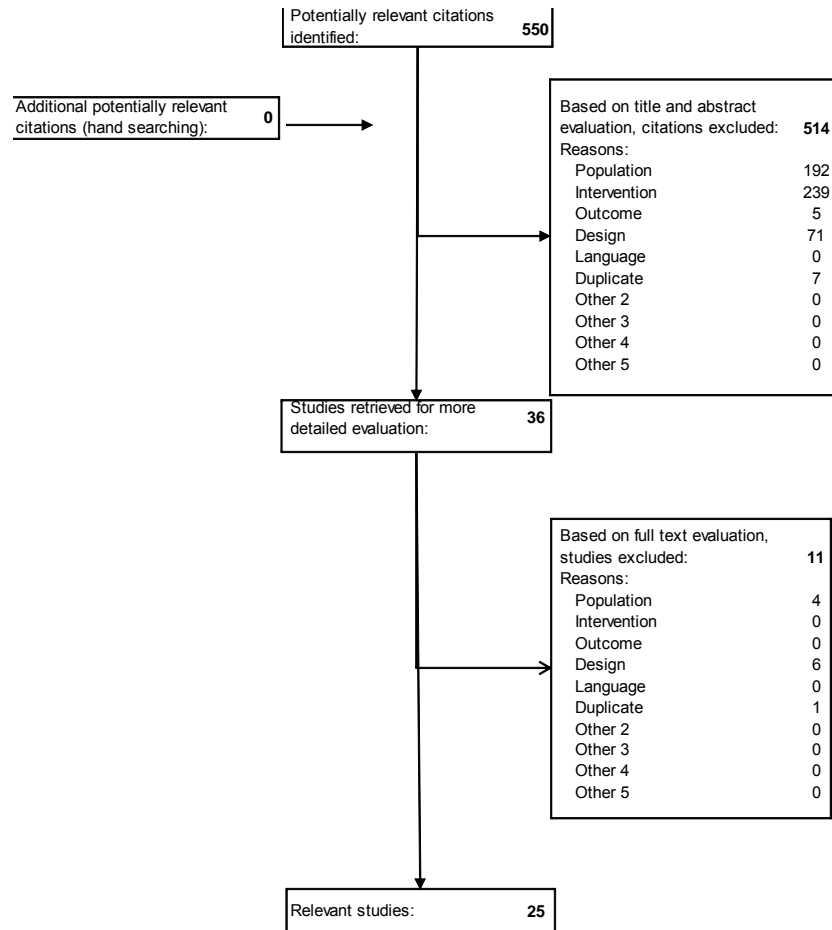 Potentially relevant citations
identified: 550
Additional potentially relevant
citations (hand searching): 0
Based on title and abstract
evaluation, citations excluded: 514
Reasons:
Population 192
Intervention 239
Outcome 5
Design 71
Language 0
Duplicate 7
Other 2 0
Other 3 0
Other 4 0
Other 5 0
Studies retrieved for more
detailed evaluation: 36
Based on full text evaluation,
studies excluded: 11
Reasons:
Population 4
Intervention 0
Outcome 0
Design 6
Language 0
Duplicate 1
Other 2 0
Other 3 0
Other 4 0
Other 5 0
Relevant studies: 25